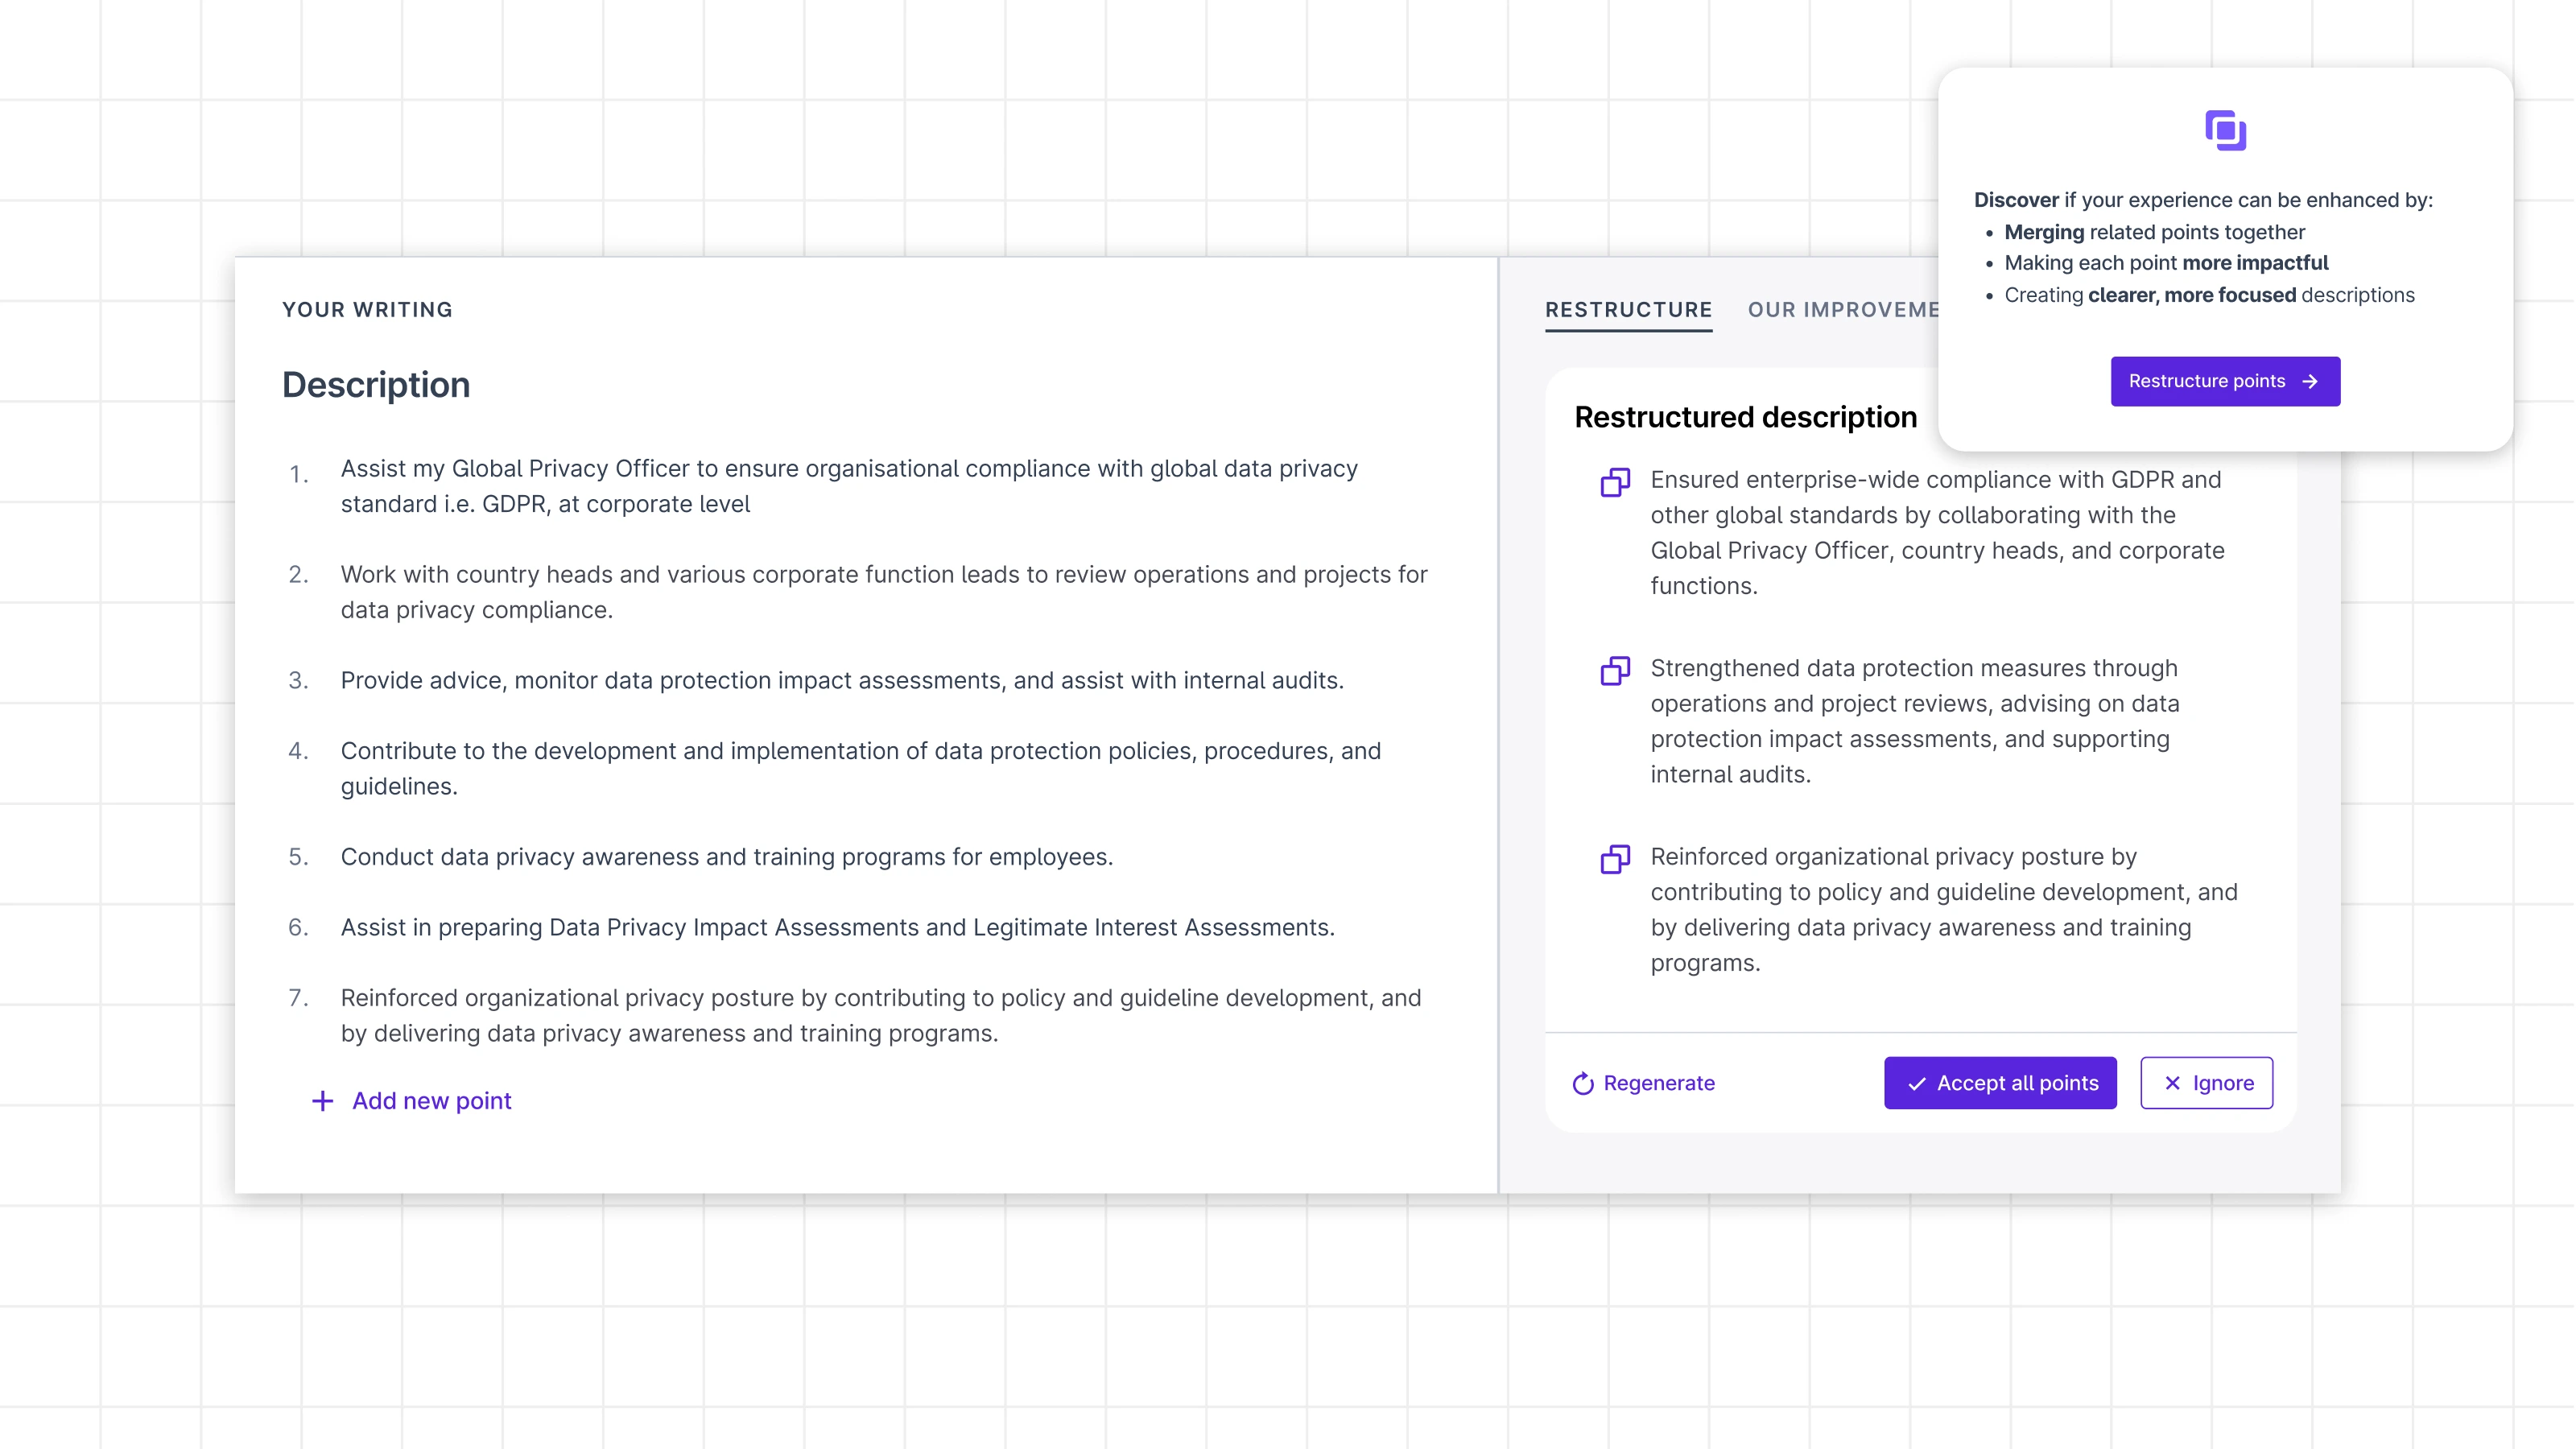 YOUR WRITING
Description
1. Assist my Global Privacy Officer to ensure organisational compliance with global data privacy
standard i.e. GDPR, at corporate level
2. Work with country heads and various corporate function leads to review operations and projects for
data privacy compliance.
3. Provide advice, monitor data protection impact assessments, and assist with internal audits.
4. Contribute to the development and implementation of data protection policies, procedures, and
guidelines.
5. Conduct data privacy awareness and training programs for employees.
6. Assist in preparing Data Privacy Impact Assessments and Legitimate Interest Assessments.
7. Reinforced organizational privacy posture by contributing to policy and guideline development, and
by delivering data privacy awareness and training programs.
+ Add new point
RESTRUCTURE OUR IMPROVEME
Restructured description
Ensured enterprise-wide compliance with GDPR and
other global standards by collaborating with the
Global Privacy Officer, country heads, and corporate
functions.
Strengthened data protection measures through
operations and project reviews, advising on data
protection impact assessments, and supporting
internal audits.
Reinforced organizational privacy posture by
contributing to policy and guideline development, and
by delivering data privacy awareness and training
programs.
Regenerate
Accept all points
Ignore
Discover if your experience can be enhanced by:
• Merging related points together
• Making each point more impactful
• Creating clearer, more focused descriptions
Restructure points →